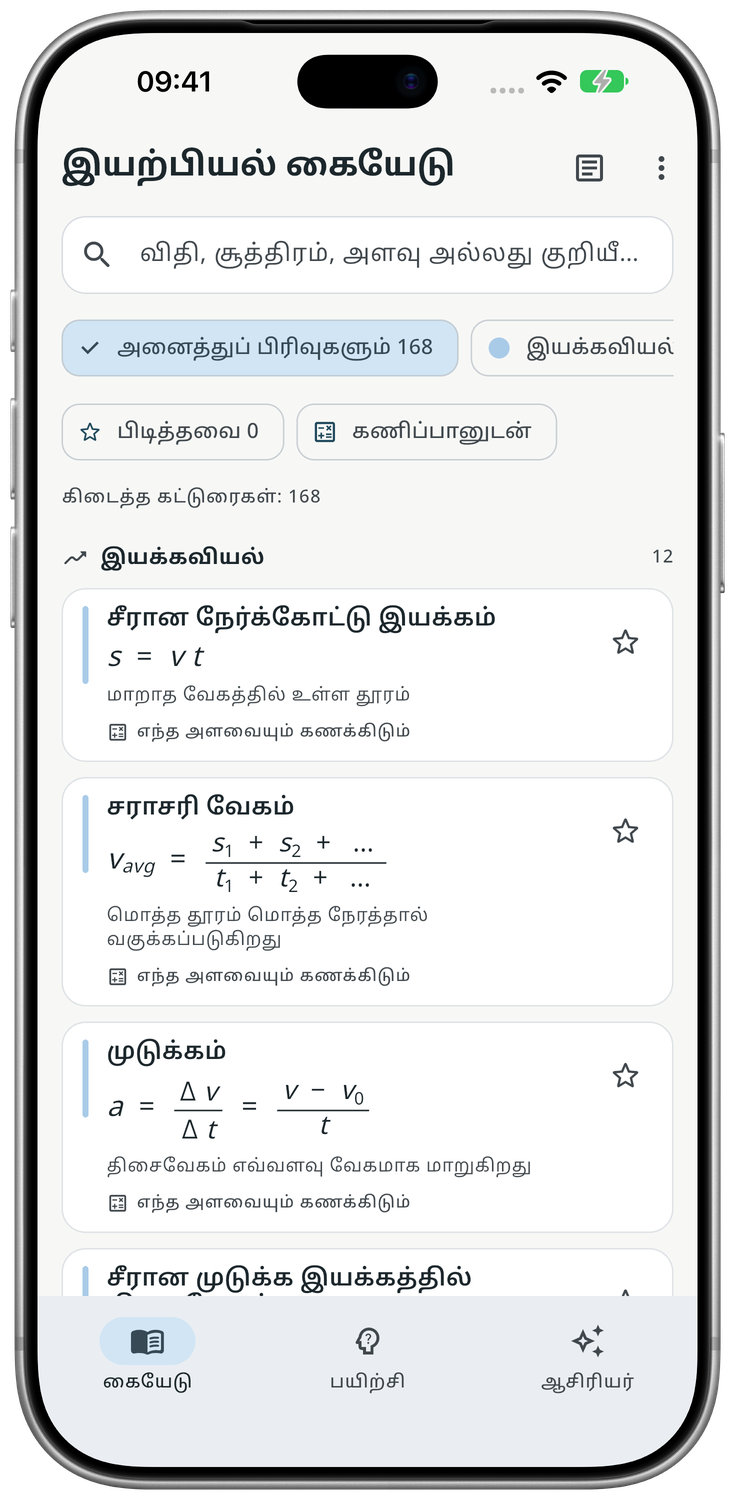 09:41
இயற்பியல் கையேடு
விதி, சூத்திரம், அளவு அல்லது குறியீ...
அனைத்துப் பிரிவுகளும் 168
இயக்கவியல்
பிடித்தவை 0
கணிப்பானுடன்
கிடைத்த கட்டுரைகள்: 168
இயக்கவியல்
12
சீரான நேர்க்கோட்டு இயக்கம்
s = v t
மாறாத வேகத்தில் உள்ள தூரம்
எந்த அளவையும் கணக்கிடும்
சராசரி வேகம்
v_avg = (s₁ + s₂ + ...) / (t₁ + t₂ + ...)
மொத்த தூரம் மொத்த நேரத்தால்
வகுக்கப்படுகிறது
எந்த அளவையும் கணக்கிடும்
முடுக்கம்
a = Δ v / Δ t = (v − v₀) / t
திசைவேகம் எவ்வளவு வேகமாக மாறுகிறது
எந்த அளவையும் கணக்கிடும்
சீரான முடுக்க இயக்கத்தில்
கையேடு
பயிற்சி
ஆசிரியர்